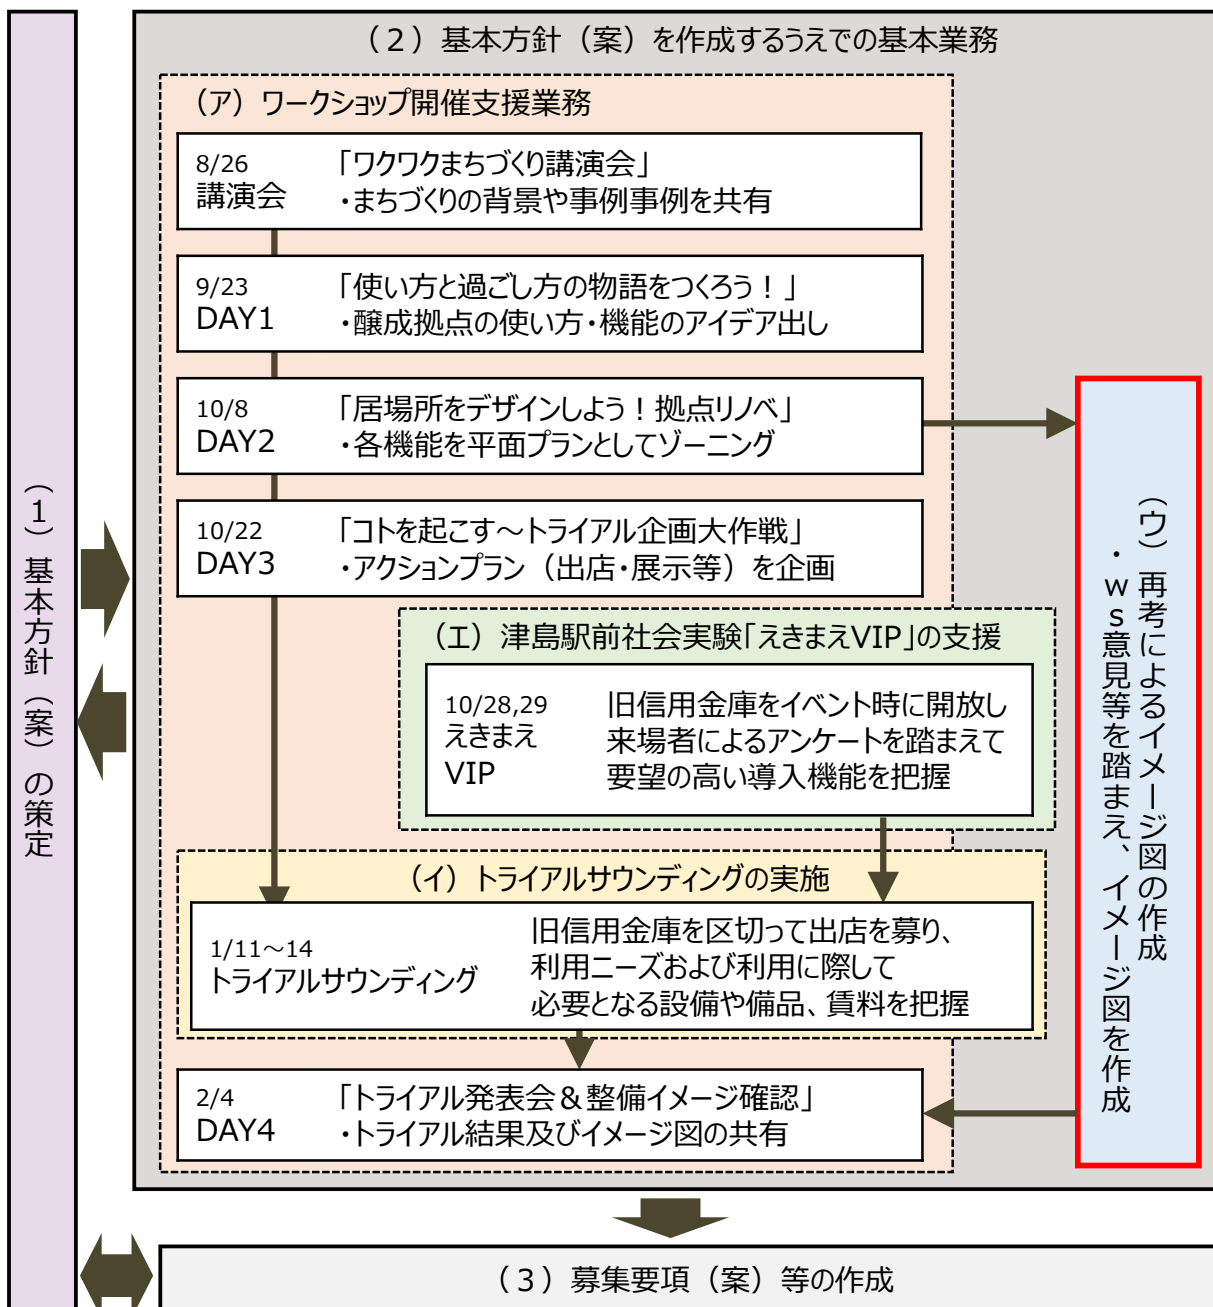 （１）基本方針（案）の策定
（２）基本方針（案）を作成するうえでの基本業務
（ア）ワークショップ開催支援業務
8/26
講演会
「ワクワクまちづくり講演会」
・まちづくりの背景や事例事例を共有
9/23
DAY1
「使い方と過ごし方の物語をつくろう！」
・醸成拠点の使い方・機能のアイデア出し
10/8
DAY2
「居場所をデザインしよう！拠点リノベ」
・各機能を平面プランとしてゾーニング
10/22
DAY3
「コトを起こす～トライアル企画大作戦」
・アクションプラン（出店・展示等）を企画
（エ）津島駅前社会実験「えきまえVIP」の支援
10/28,29
えきまえ
VIP
旧信用金庫をイベント時に開放し
来場者によるアンケートを踏まえて
要望の高い導入機能を把握
（イ）トライアルサウンディングの実施
1/11～14
トライアルサウンディング
旧信用金庫を区切って出店を募り、
利用ニーズおよび利用に際して
必要となる設備や備品、賃料を把握
2/4
DAY4
「トライアル発表会＆整備イメージ確認」
・トライアル結果及びイメージ図の共有
（ウ）再考によるイメージ図の作成
・ｗｓ意見等を踏まえ、イメージ図を作成
（３）募集要項（案）等の作成